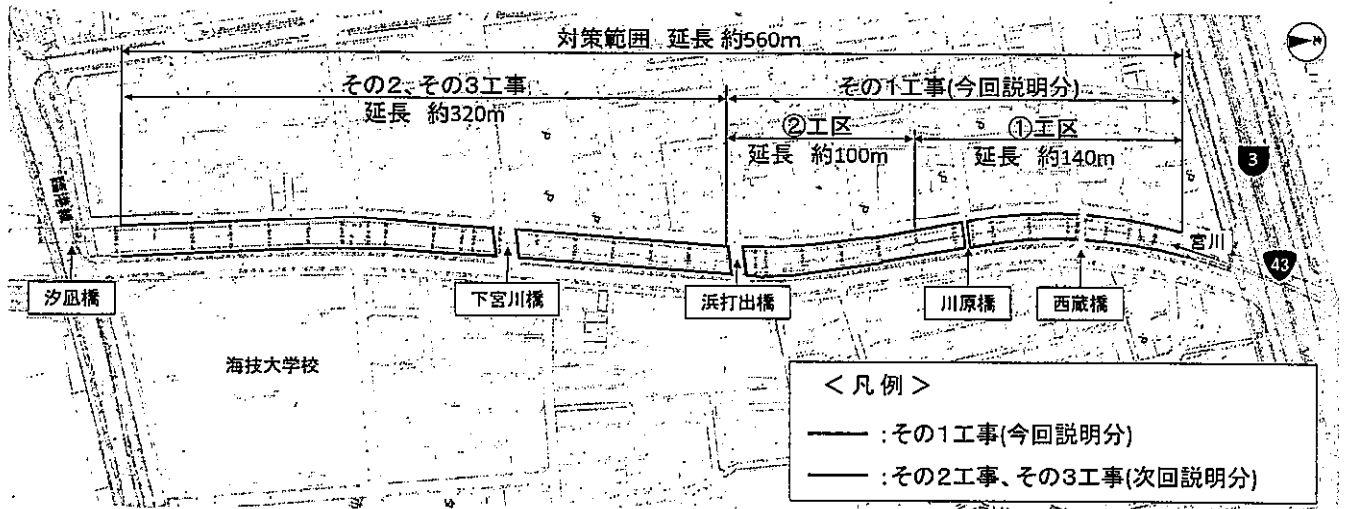 対策範囲 延長 約560m
その2、その3工事
延長 約320m
その1工事(今回説明分)
②工区
延長 約100m
①工区
延長 約140m
3
43
臨港線
宮川
汐凪橋
下宮川橋
浜打出橋
川原橋
西蔵橋
海技大学校
<凡例>
:その1工事(今回説明分)
:その2工事、その3工事(次回説明分)